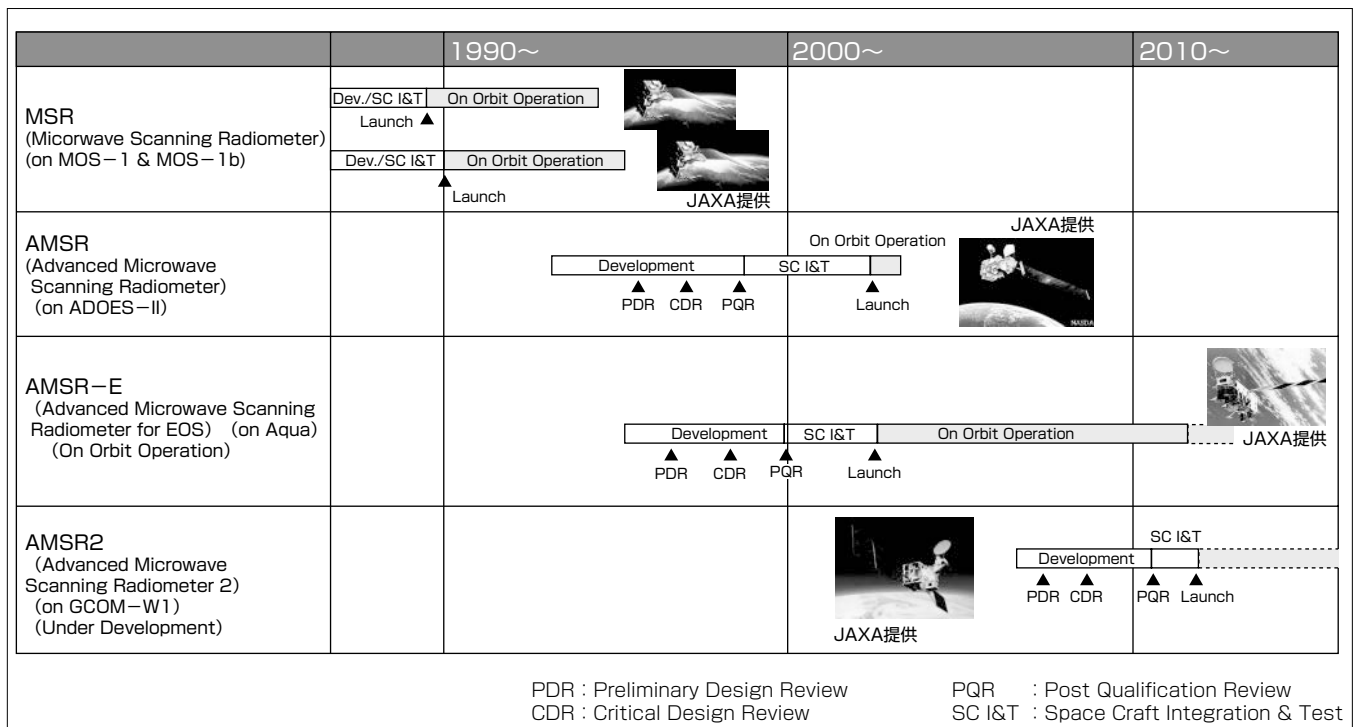 1990～ 2000～ 2010～
MSR
(Micorwave Scanning Radiometer)
(on MOS－1 & MOS－1b)
Dev./SC I&T On Orbit Operation
Launch ▲
Dev./SC I&T On Orbit Operation
▲ Launch
JAXA提供
AMSR
(Advanced Microwave
Scanning Radiometer)
(on ADOES－II)
JAXA提供
On Orbit Operation
Development SC I&T
▲ ▲ ▲ ▲
PDR CDR PQR Launch
NASDA
AMSR－E
(Advanced Microwave Scanning
Radiometer for EOS) (on Aqua)
(On Orbit Operation)
Development SC I&T On Orbit Operation
JAXA提供
▲ ▲ ▲ ▲
PDR CDR PQR Launch
AMSR2
(Advanced Microwave
Scanning Radiometer 2)
(on GCOM－W1)
(Under Development)
SC I&T
Development
▲ ▲ ▲ ▲
PDR CDR PQR Launch
JAXA提供
PDR：Preliminary Design Review
CDR：Critical Design Review
PQR ：Post Qualification Review
SC I&T ：Space Craft Integration & Test